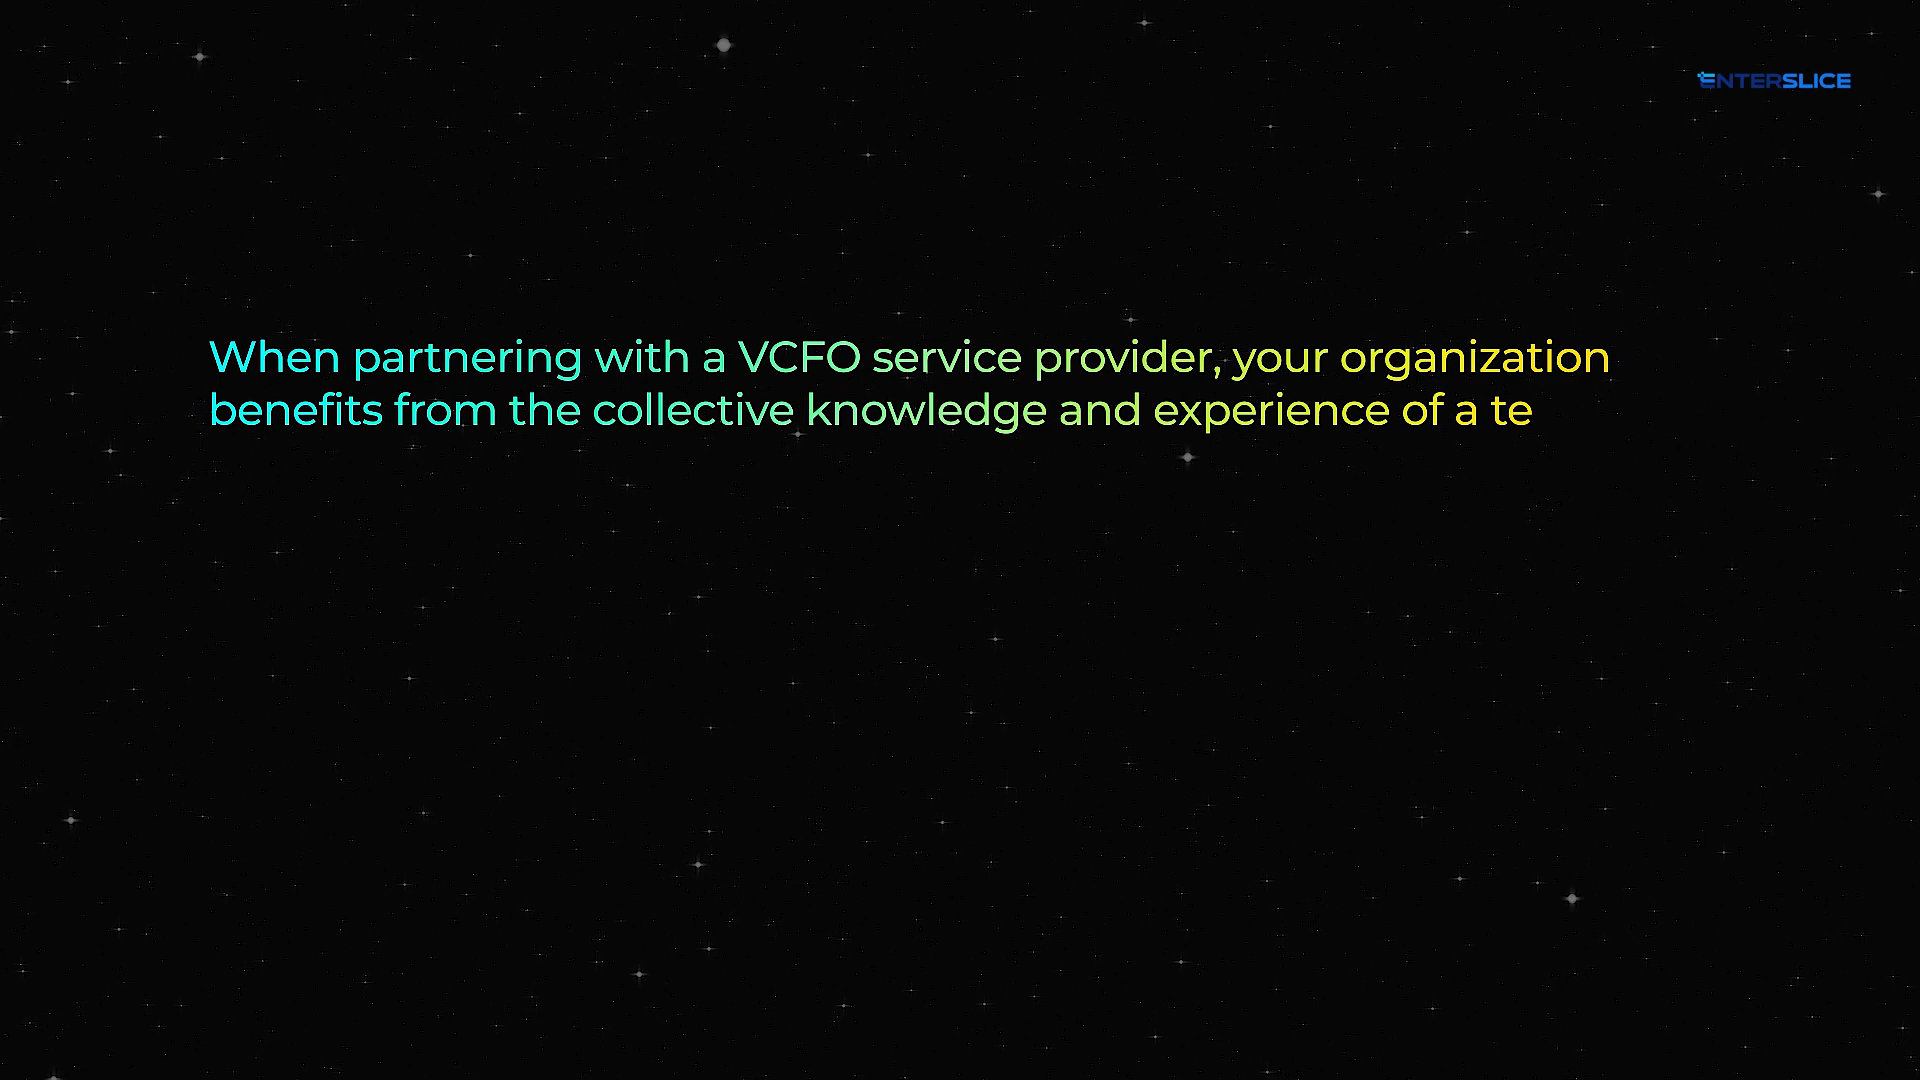 ENTERSLICE
When partnering with a VCFO service provider, your organization
benefits from the collective knowledge and experience of a te